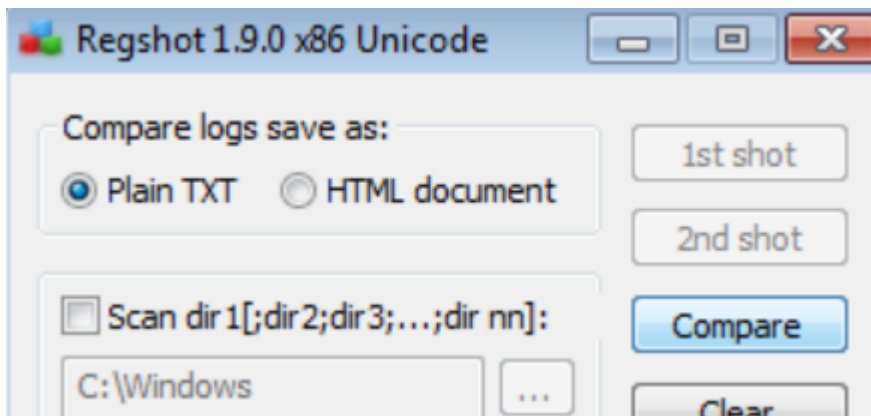 Regshot 1.9.0 x86 Unicode
Compare logs save as:
Plain TXT HTML document
1st shot
2nd shot
Scan dir1[;dir2;dir3;...;dir nn]:
Compare
C:\Windows
...
Clear